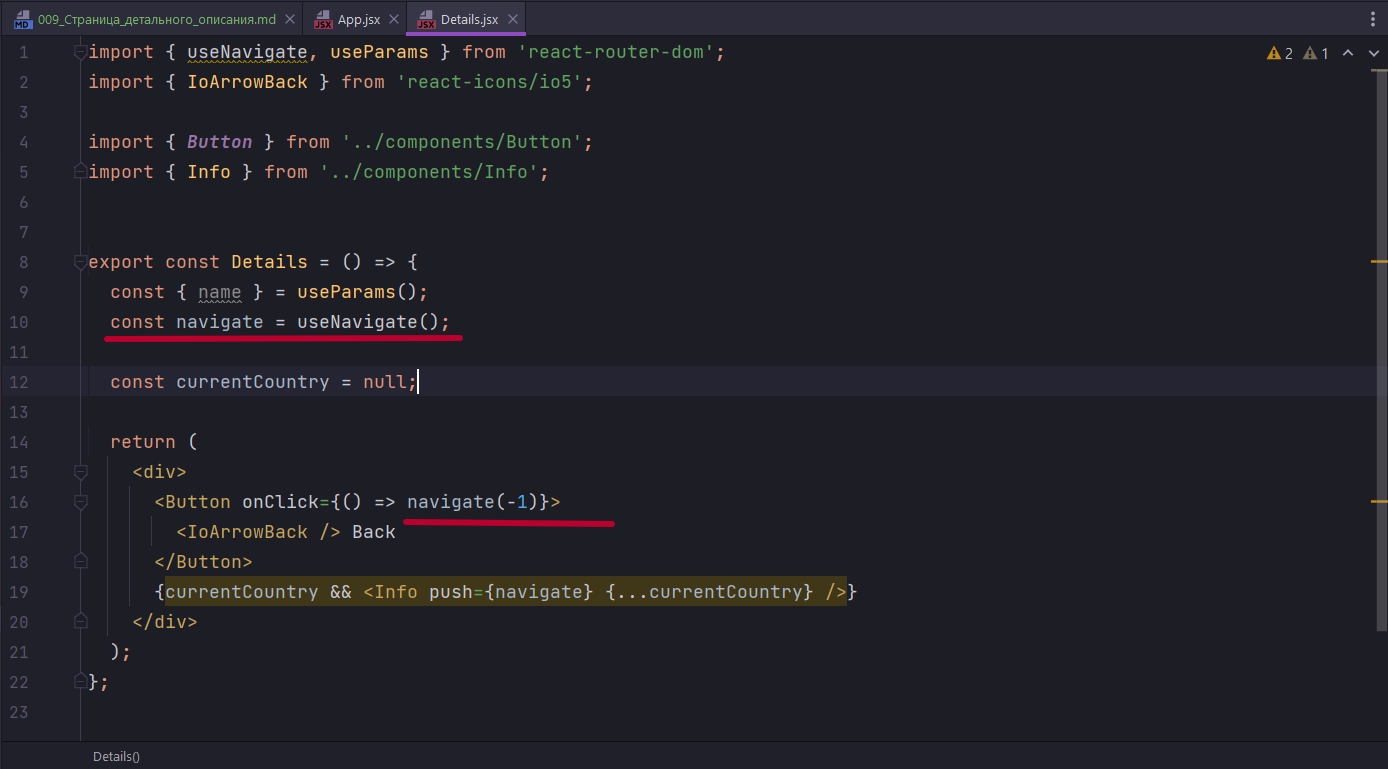 009_Страница_детального_описания.md App.jsx Details.jsx
2 1
1 import { useNavigate, useParams } from 'react-router-dom';
2 import { IoArrowBack } from 'react-icons/io5';
3
4 import { Button } from '../components/Button';
5 import { Info } from '../components/Info';
6
7
8 export const Details = () => {
9 const { name } = useParams();
10 const navigate = useNavigate();
11
12 const currentCountry = null;
13
14 return (
15 <div>
16 <Button onClick={() => navigate(-1)}>
17 <IoArrowBack /> Back
18 </Button>
19 {currentCountry && <Info push={navigate} {...currentCountry} />}
20 </div>
21 );
22 };
23
Details()